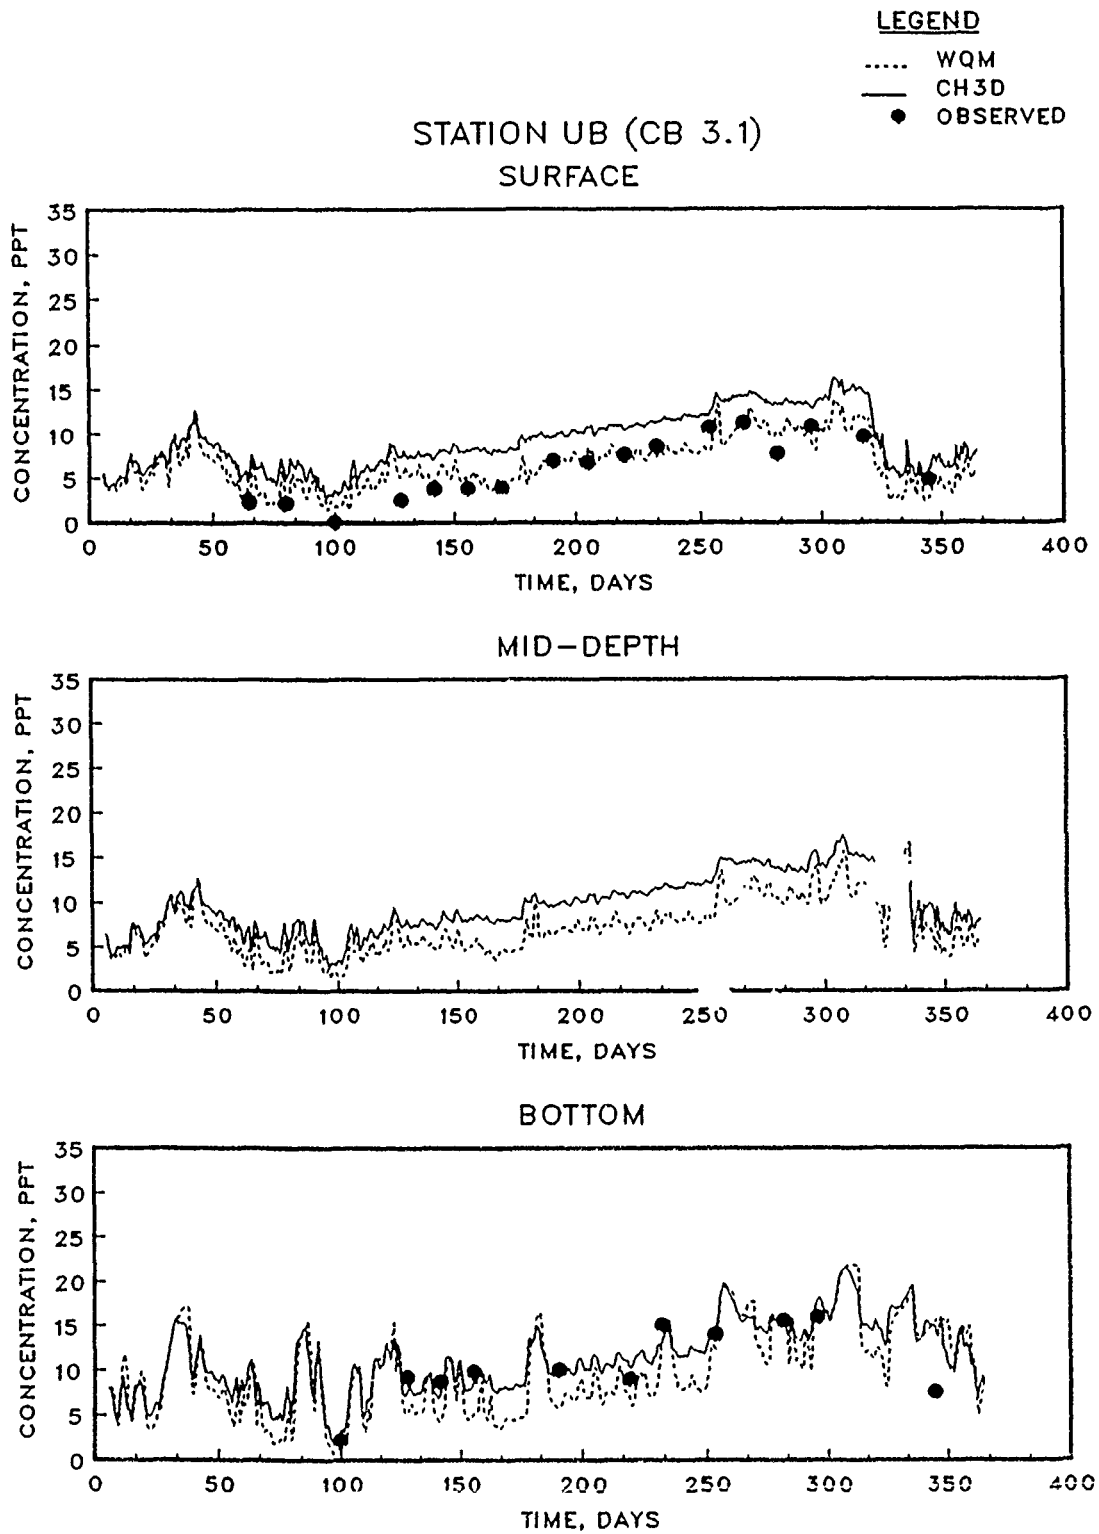 LEGEND
WQM
CH3D
OBSERVED
STATION UB (CB 3.1)
SURFACE
CONCENTRATION, PPT
35
30
25
20
15
10
5
0
0 50 100 150 200 250 300 350 400
TIME, DAYS
MID-DEPTH
CONCENTRATION, PPT
35
30
25
20
15
10
5
0
0 50 100 150 200 250 300 350 400
TIME, DAYS
BOTTOM
CONCENTRATION, PPT
35
30
25
20
15
10
5
0
0 50 100 150 200 250 300 350 400
TIME, DAYS